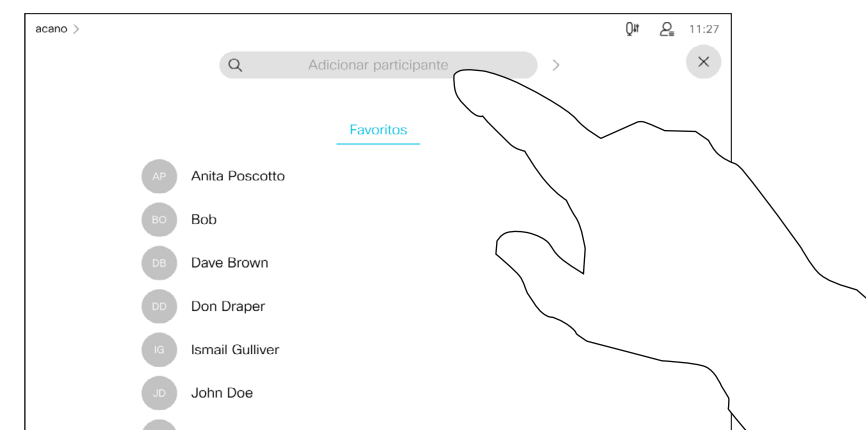 acano >
11:27
Adicionar participante
Favoritos
AP Anita Poscotto
BO Bob
DB Dave Brown
DD Don Draper
IG Ismail Gulliver
JD John Doe